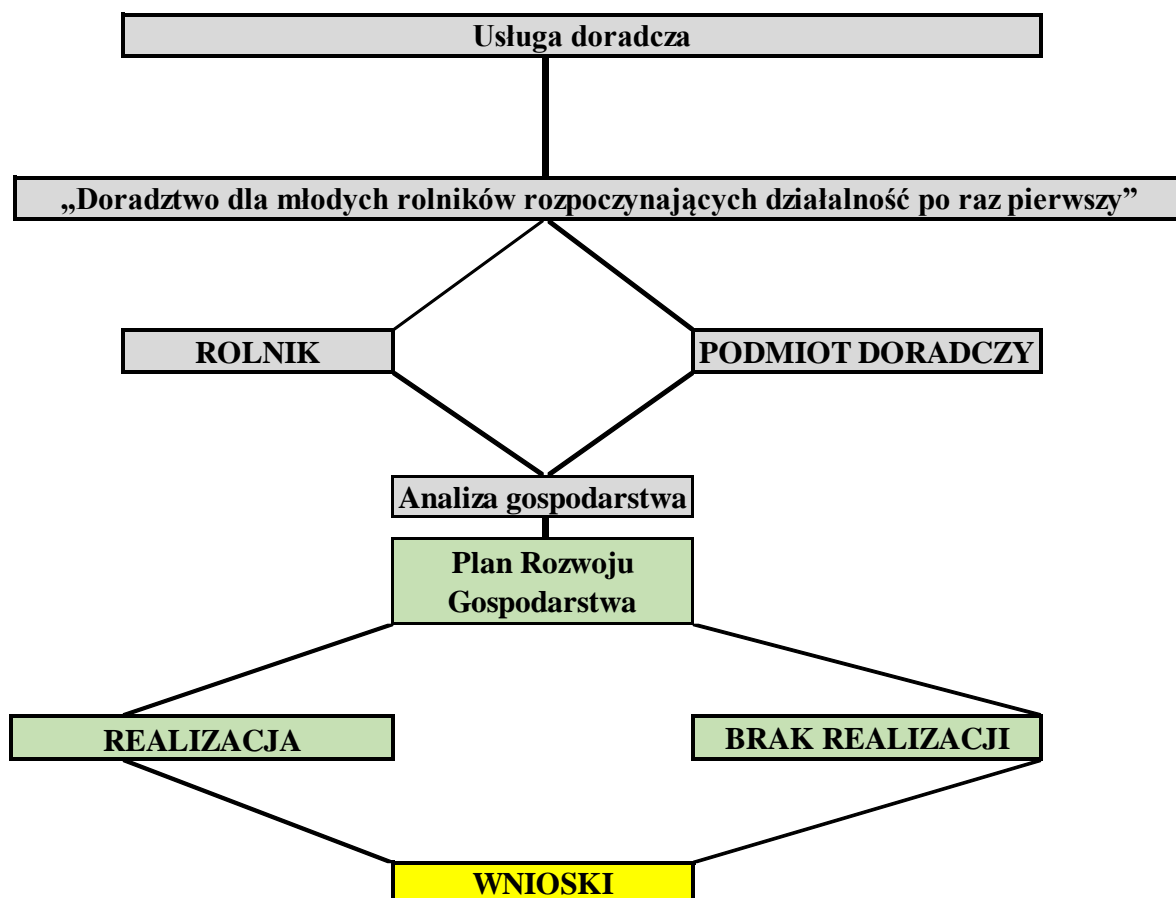 Usługa doradcza
„Doradztwo dla młodych rolników rozpoczynających działalność po raz pierwszy”
ROLNIK
PODMIOT DORADCZY
Analiza gospodarstwa
Plan Rozwoju
Gospodarstwa
REALIZACJA
BRAK REALIZACJI
WNIOSKI